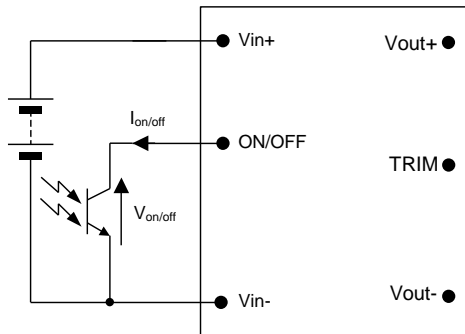 Vin+
Vout+
Ion/off
ON/OFF
TRIM
Von/off
Vin-
Vout-